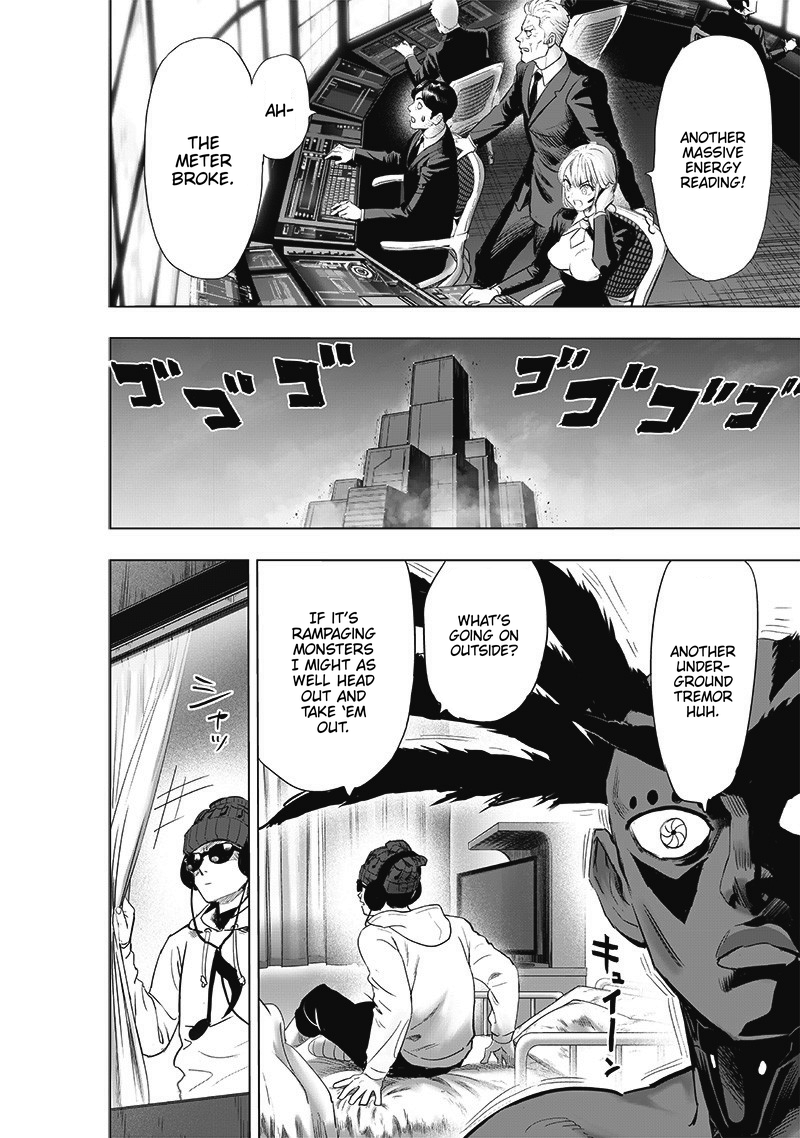 ANOTHER
MASSIVE
ENERGY
READING!
AH-
THE
METER
BROKE.
ゴゴゴゴ
ゴゴゴ
ANOTHER
UNDER-
GROUND
TREMOR
HUH.
WHAT'S
GOING ON
OUTSIDE?
IF IT'S
RAMPAGING
MONSTERS
I MIGHT AS
WELL HEAD
OUT AND
TAKE 'EM
OUT.
キュイーン
シャッ